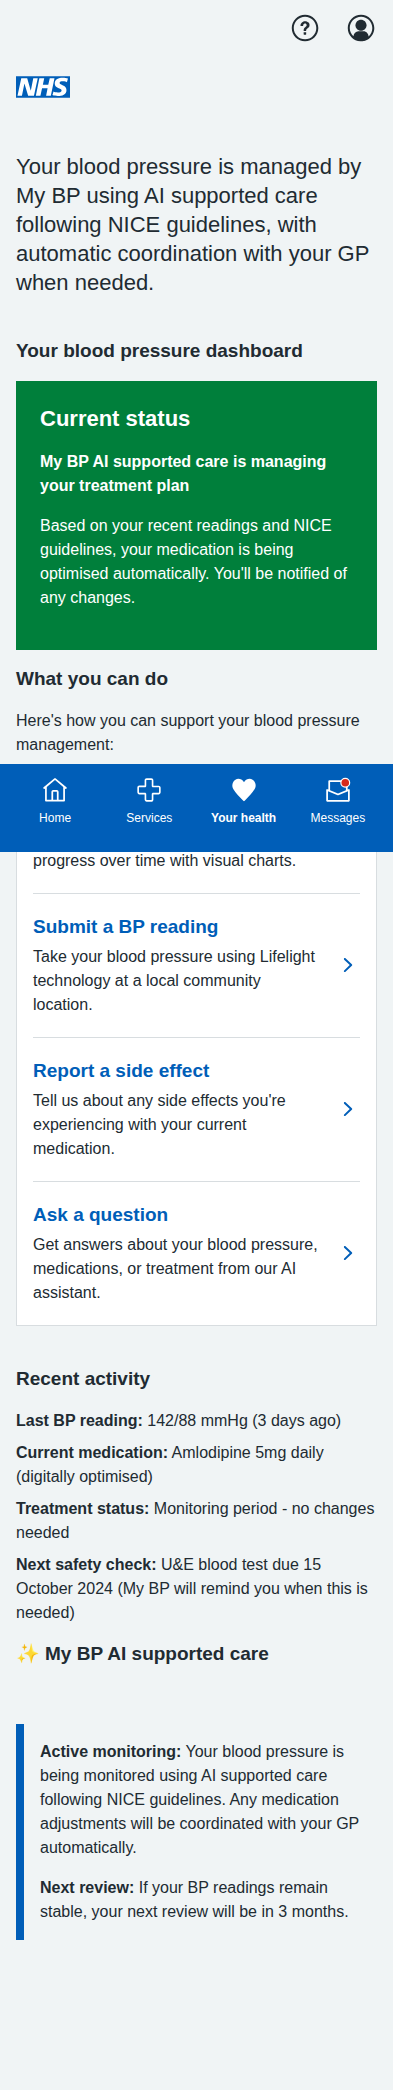 NHS
Your blood pressure is managed by
My BP using AI supported care
following NICE guidelines, with
automatic coordination with your GP
when needed.
Your blood pressure dashboard
Current status
My BP AI supported care is managing
your treatment plan
Based on your recent readings and NICE
guidelines, your medication is being
optimised automatically. You'll be notified of
any changes.
What you can do
Here's how you can support your blood pressure
management:
Home
Services
Your health
Messages
progress over time with visual charts.
Submit a BP reading
Take your blood pressure using Lifelight
technology at a local community
location.
Report a side effect
Tell us about any side effects you're
experiencing with your current
medication.
Ask a question
Get answers about your blood pressure,
medications, or treatment from our AI
assistant.
Recent activity
Last BP reading: 142/88 mmHg (3 days ago)
Current medication: Amlodipine 5mg daily
(digitally optimised)
Treatment status: Monitoring period - no changes
needed
Next safety check: U&E blood test due 15
October 2024 (My BP will remind you when this is
needed)
✨ My BP AI supported care
Active monitoring: Your blood pressure is
being monitored using AI supported care
following NICE guidelines. Any medication
adjustments will be coordinated with your GP
automatically.
Next review: If your BP readings remain
stable, your next review will be in 3 months.